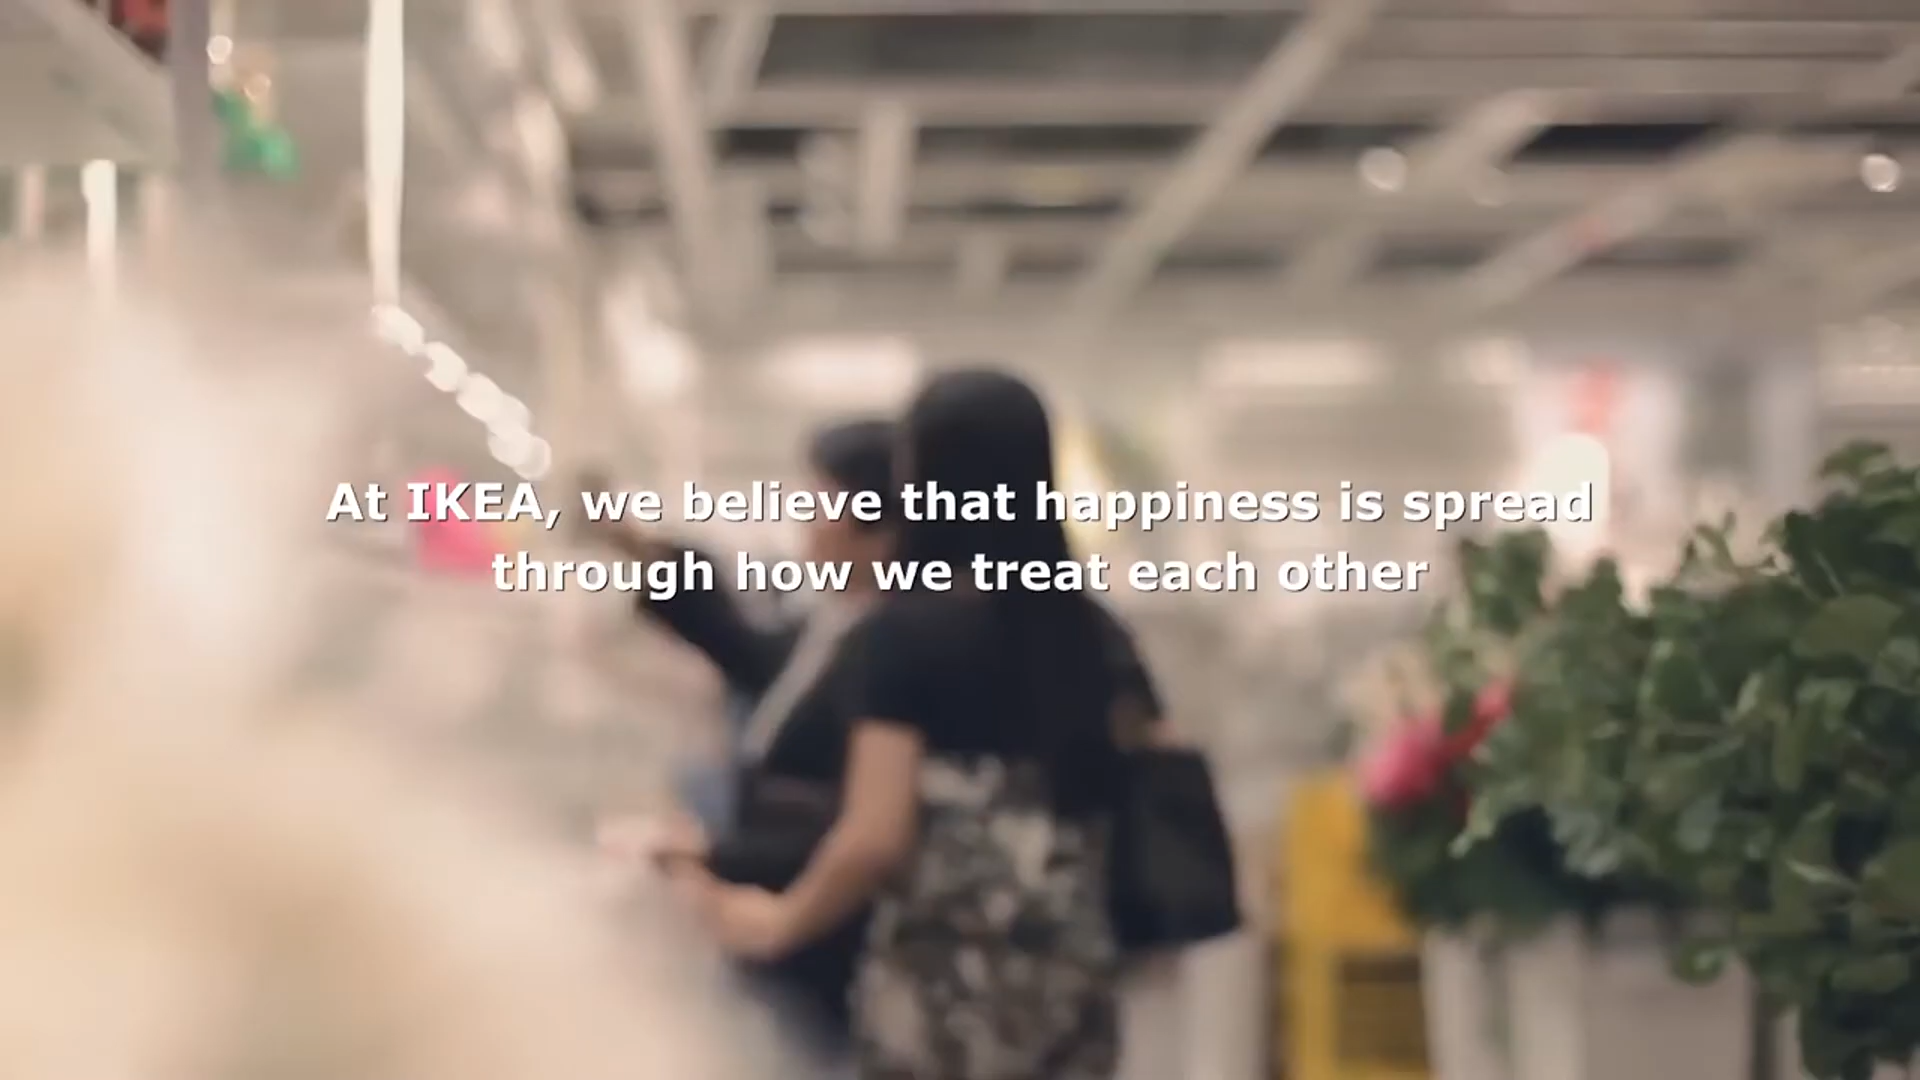 At IKEA, we believe that happiness is spread
through how we treat each other